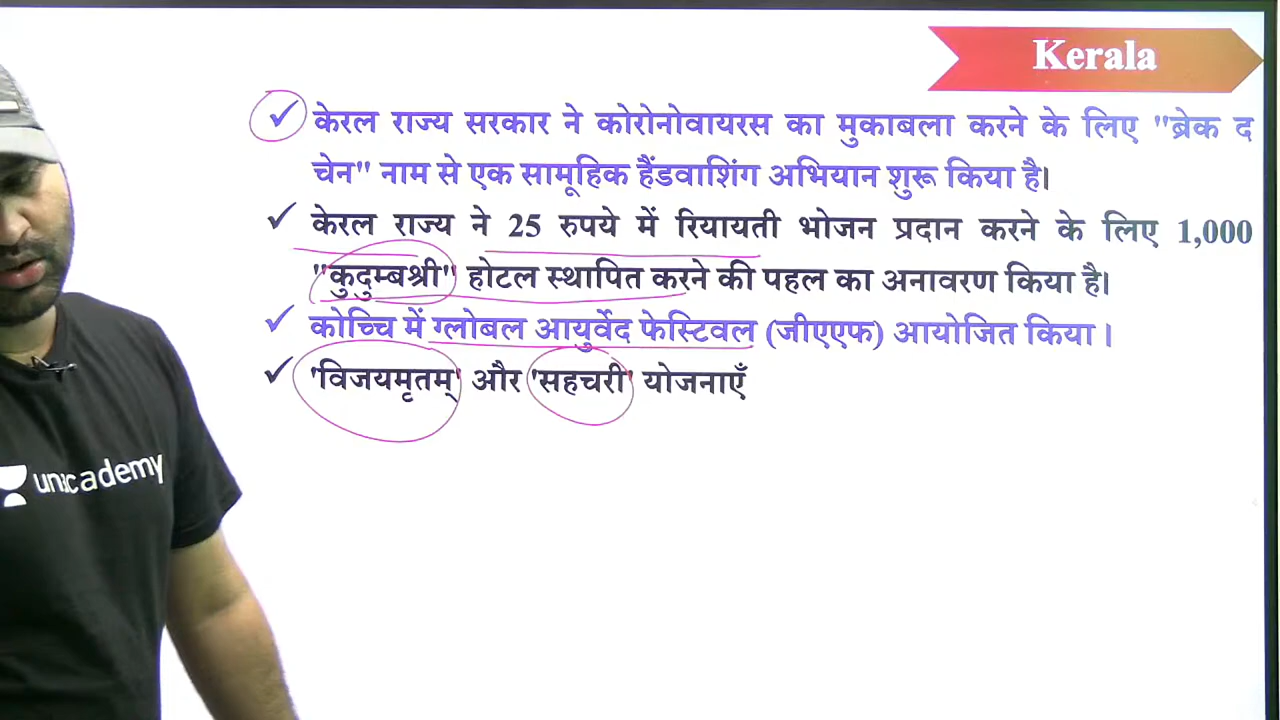 Kerala
✓ केरल राज्य सरकार ने कोरोनोवायरस का मुकाबला करने के लिए "ब्रेक द
चेन" नाम से एक सामूहिक हैंडवाशिंग अभियान शुरू किया है।
✓ केरल राज्य ने 25 रुपये में रियायती भोजन प्रदान करने के लिए 1,000
"कुदुम्बश्री" होटल स्थापित करने की पहल का अनावरण किया है।
✓ कोच्चि में ग्लोबल आयुर्वेद फेस्टिवल (जीएएफ) आयोजित किया ।
✓ 'विजयमृतम्' और 'सहचरी' योजनाएँ
unacademy